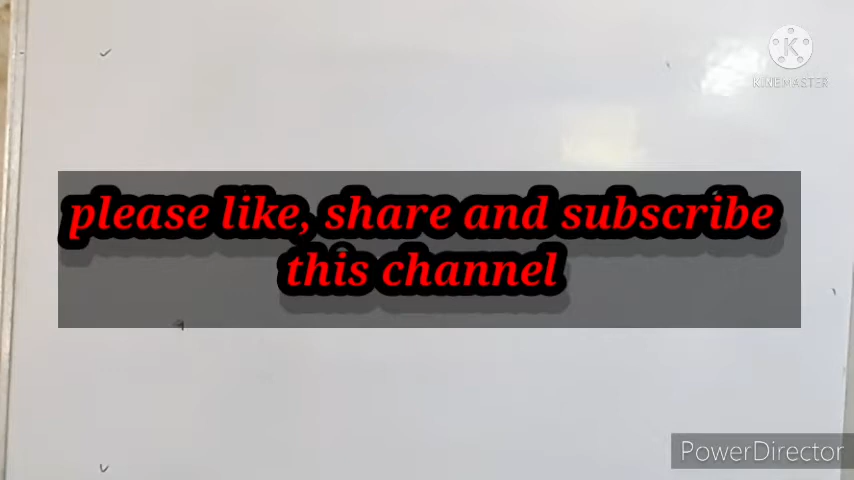 KINEMASTER
please like, share and subscribe
this channel
PowerDirector